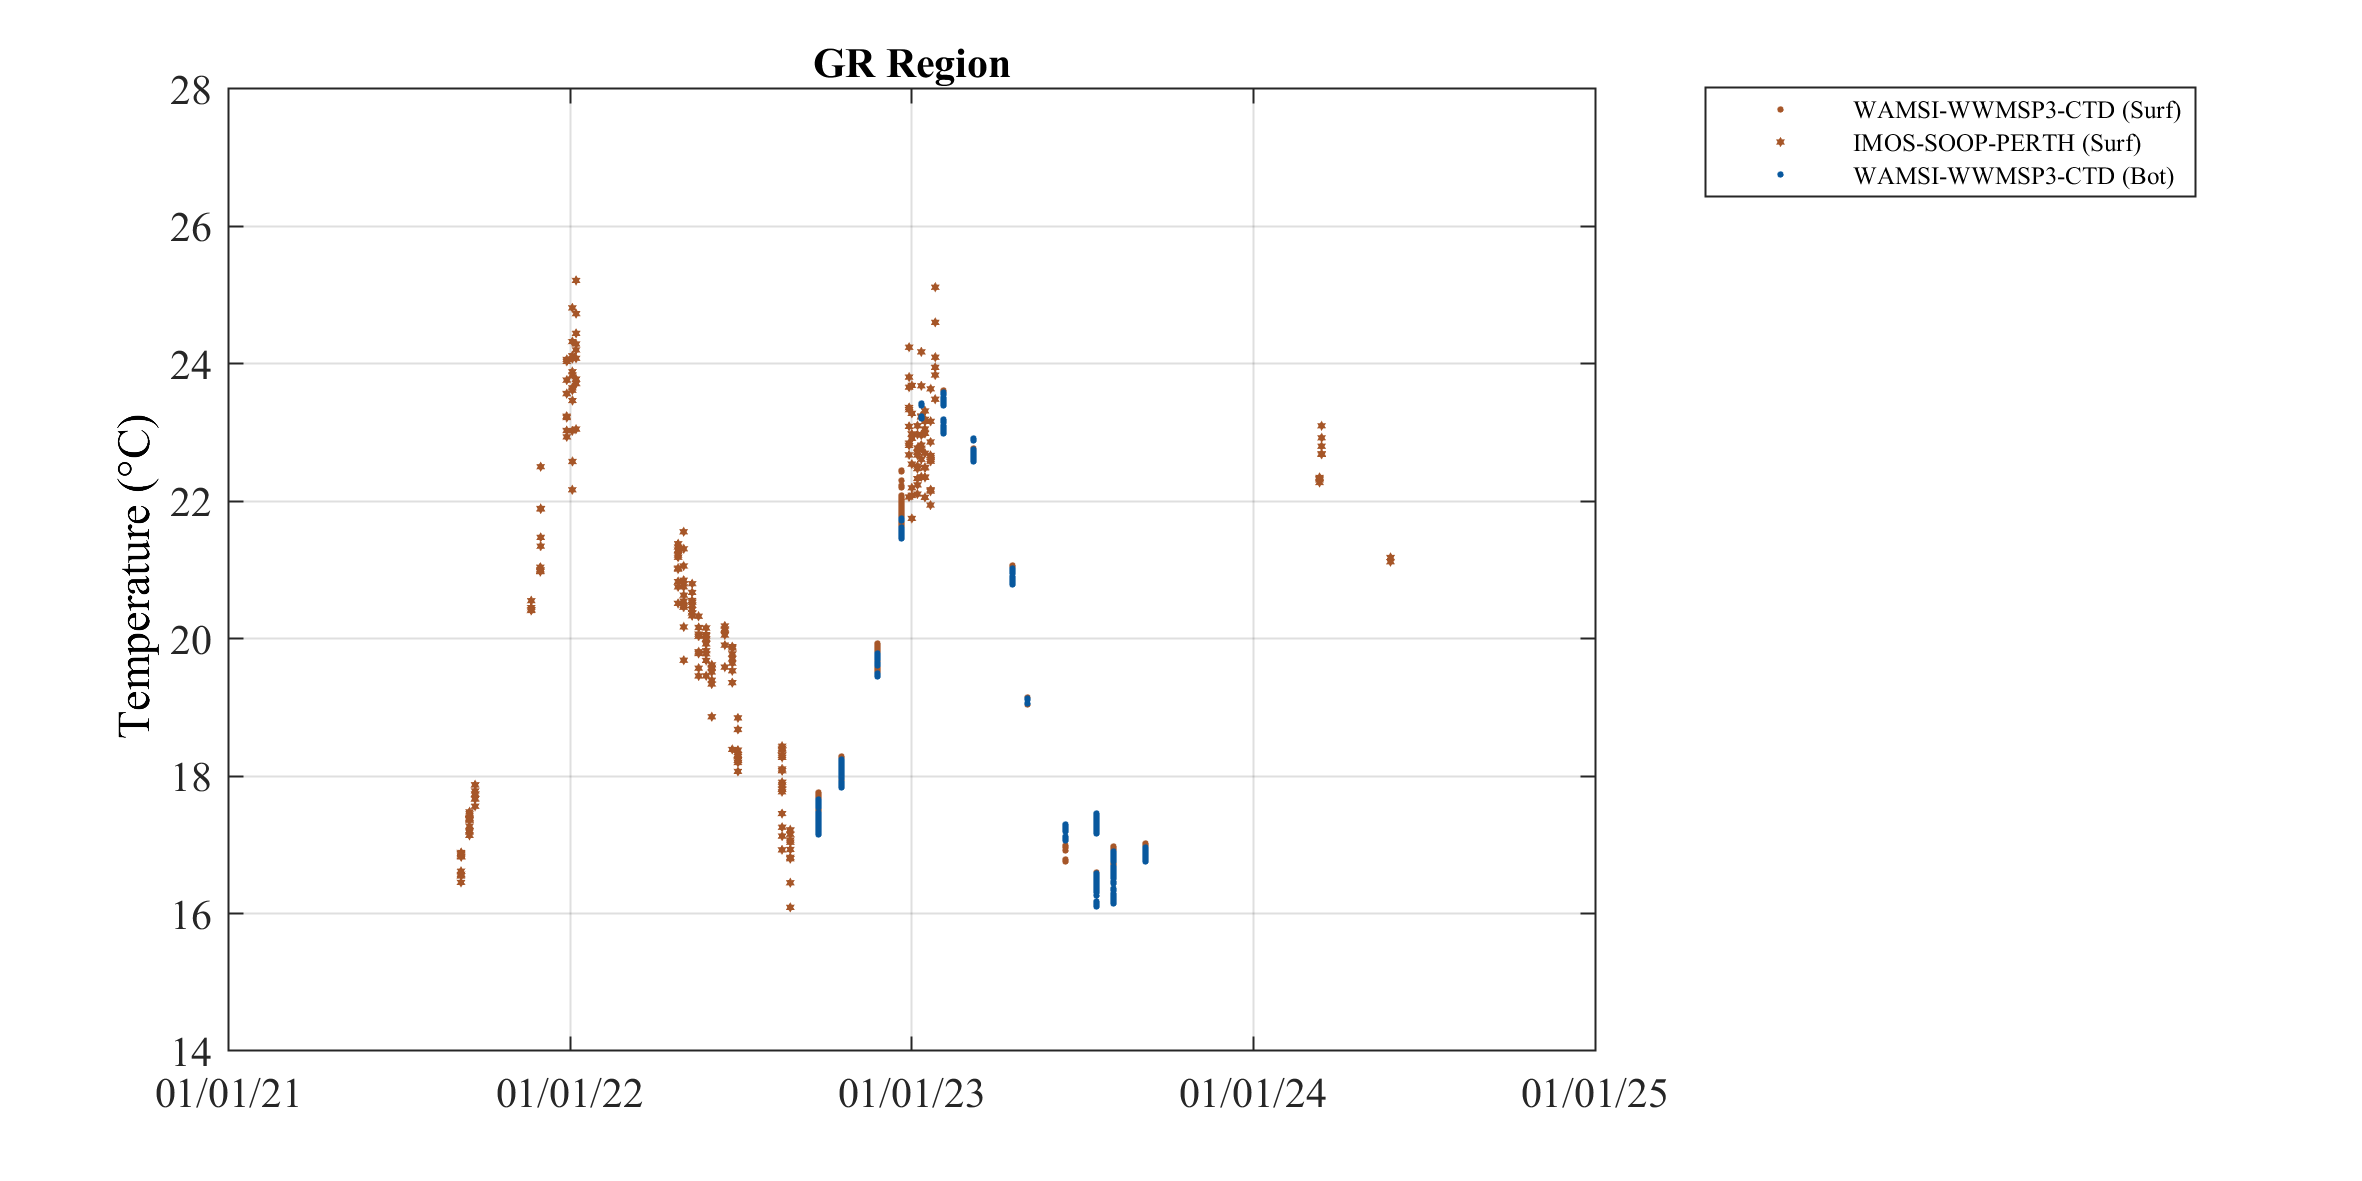 GR Region
28
26
24
22
20
18
16
14
Temperature (°C)
01/01/21
01/01/22
01/01/23
01/01/24
01/01/25
WAMSI-WWMSP3-CTD (Surf)
IMOS-SOOP-PERTH (Surf)
WAMSI-WWMSP3-CTD (Bot)